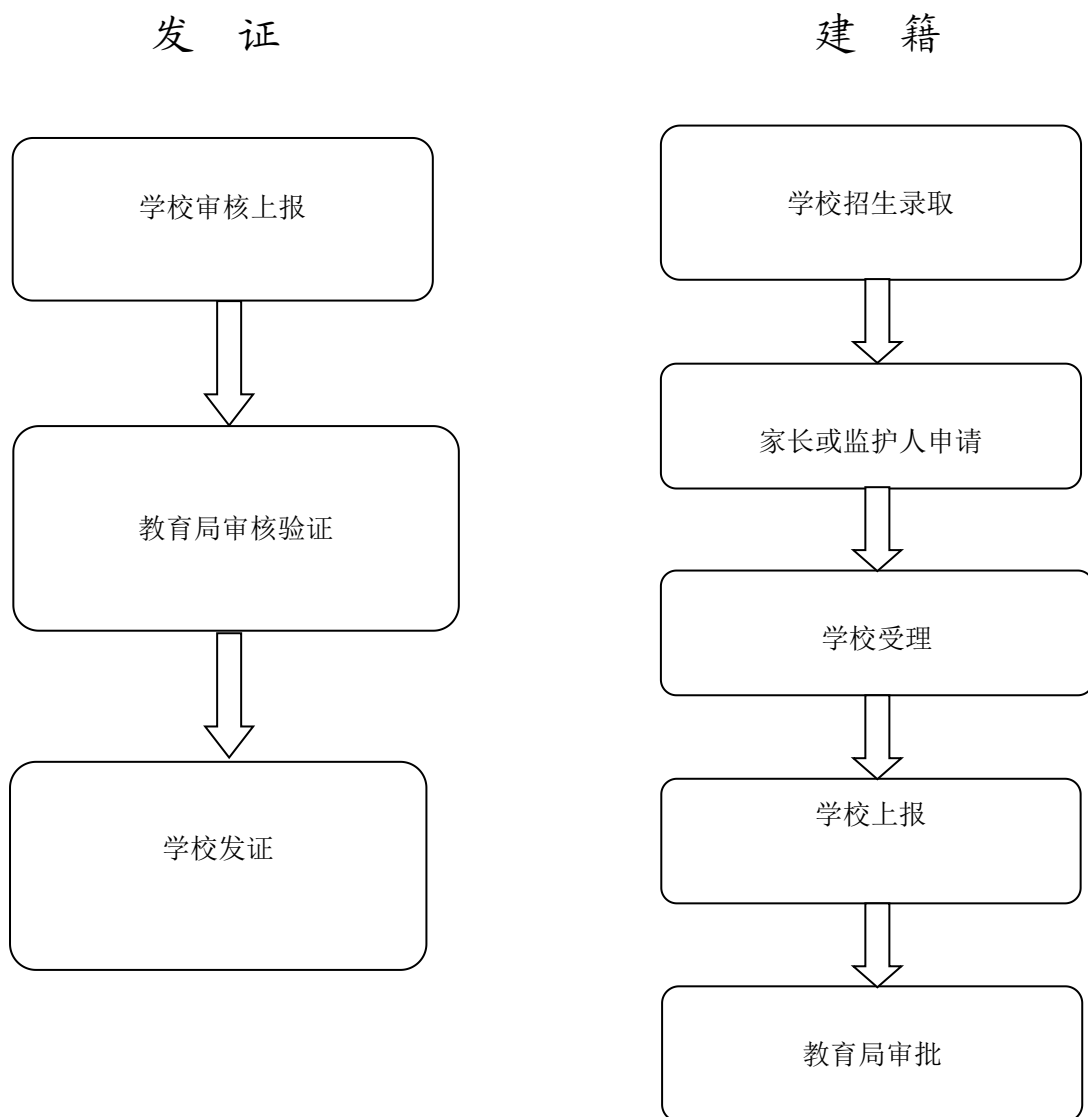 发 证
学校审核上报
教育局审核验证
学校发证
建 籍
学校招生录取
家长或监护人申请
学校受理
学校上报
教育局审批